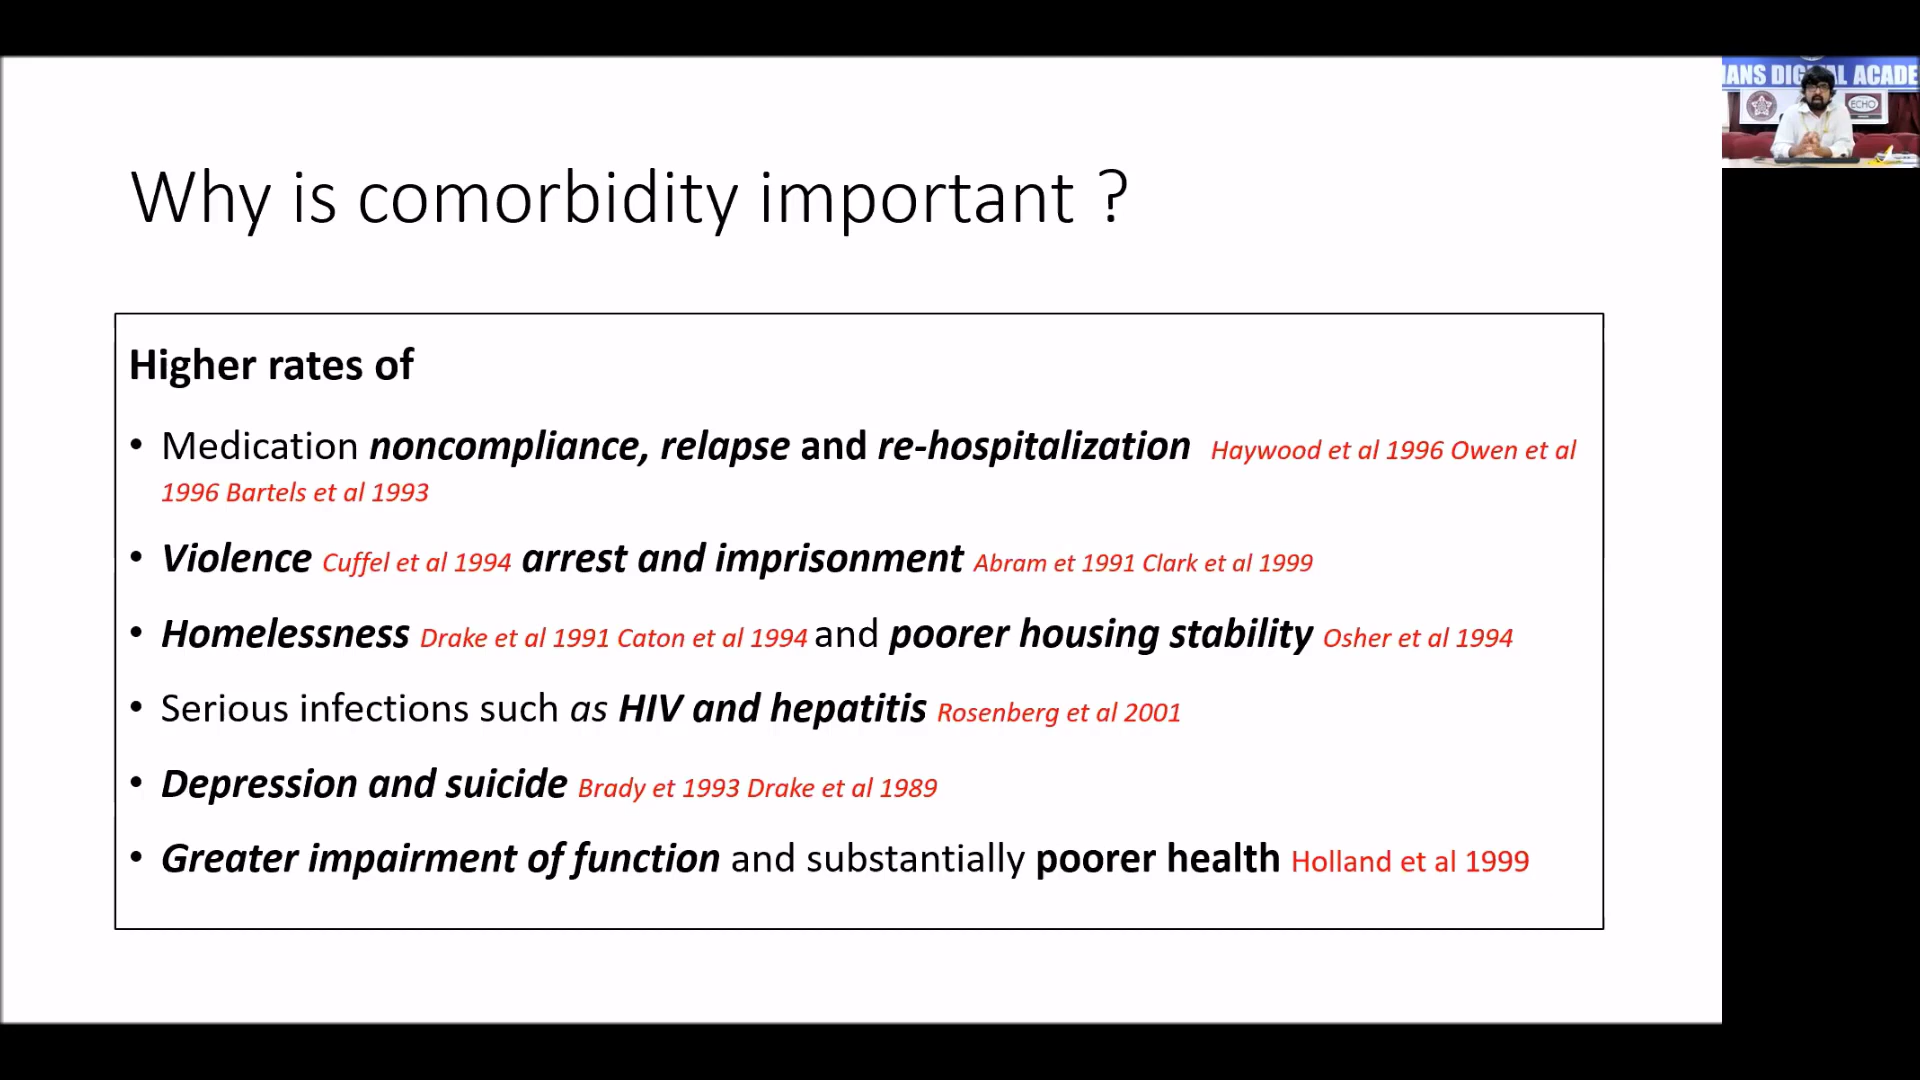 Why is comorbidity important ?
Higher rates of
• Medication noncompliance, relapse and re-hospitalization Haywood et al 1996 Owen et al
1996 Bartels et al 1993
• Violence Cuffel et al 1994 arrest and imprisonment Abram et 1991 Clark et al 1999
• Homelessness Drake et al 1991 Caton et al 1994 and poorer housing stability Osher et al 1994
• Serious infections such as HIV and hepatitis Rosenberg et al 2001
• Depression and suicide Brady et 1993 Drake et al 1989
• Greater impairment of function and substantially poorer health Holland et al 1999
ECHO